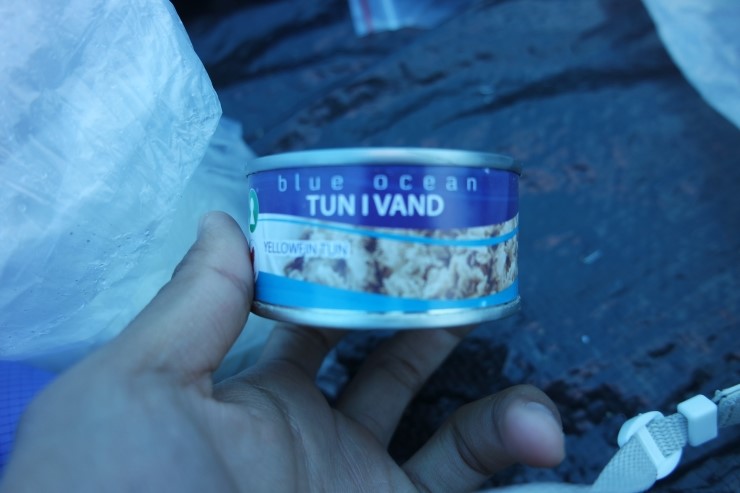 blue ocean
TUN I VAND
YELLOWFIN TUN